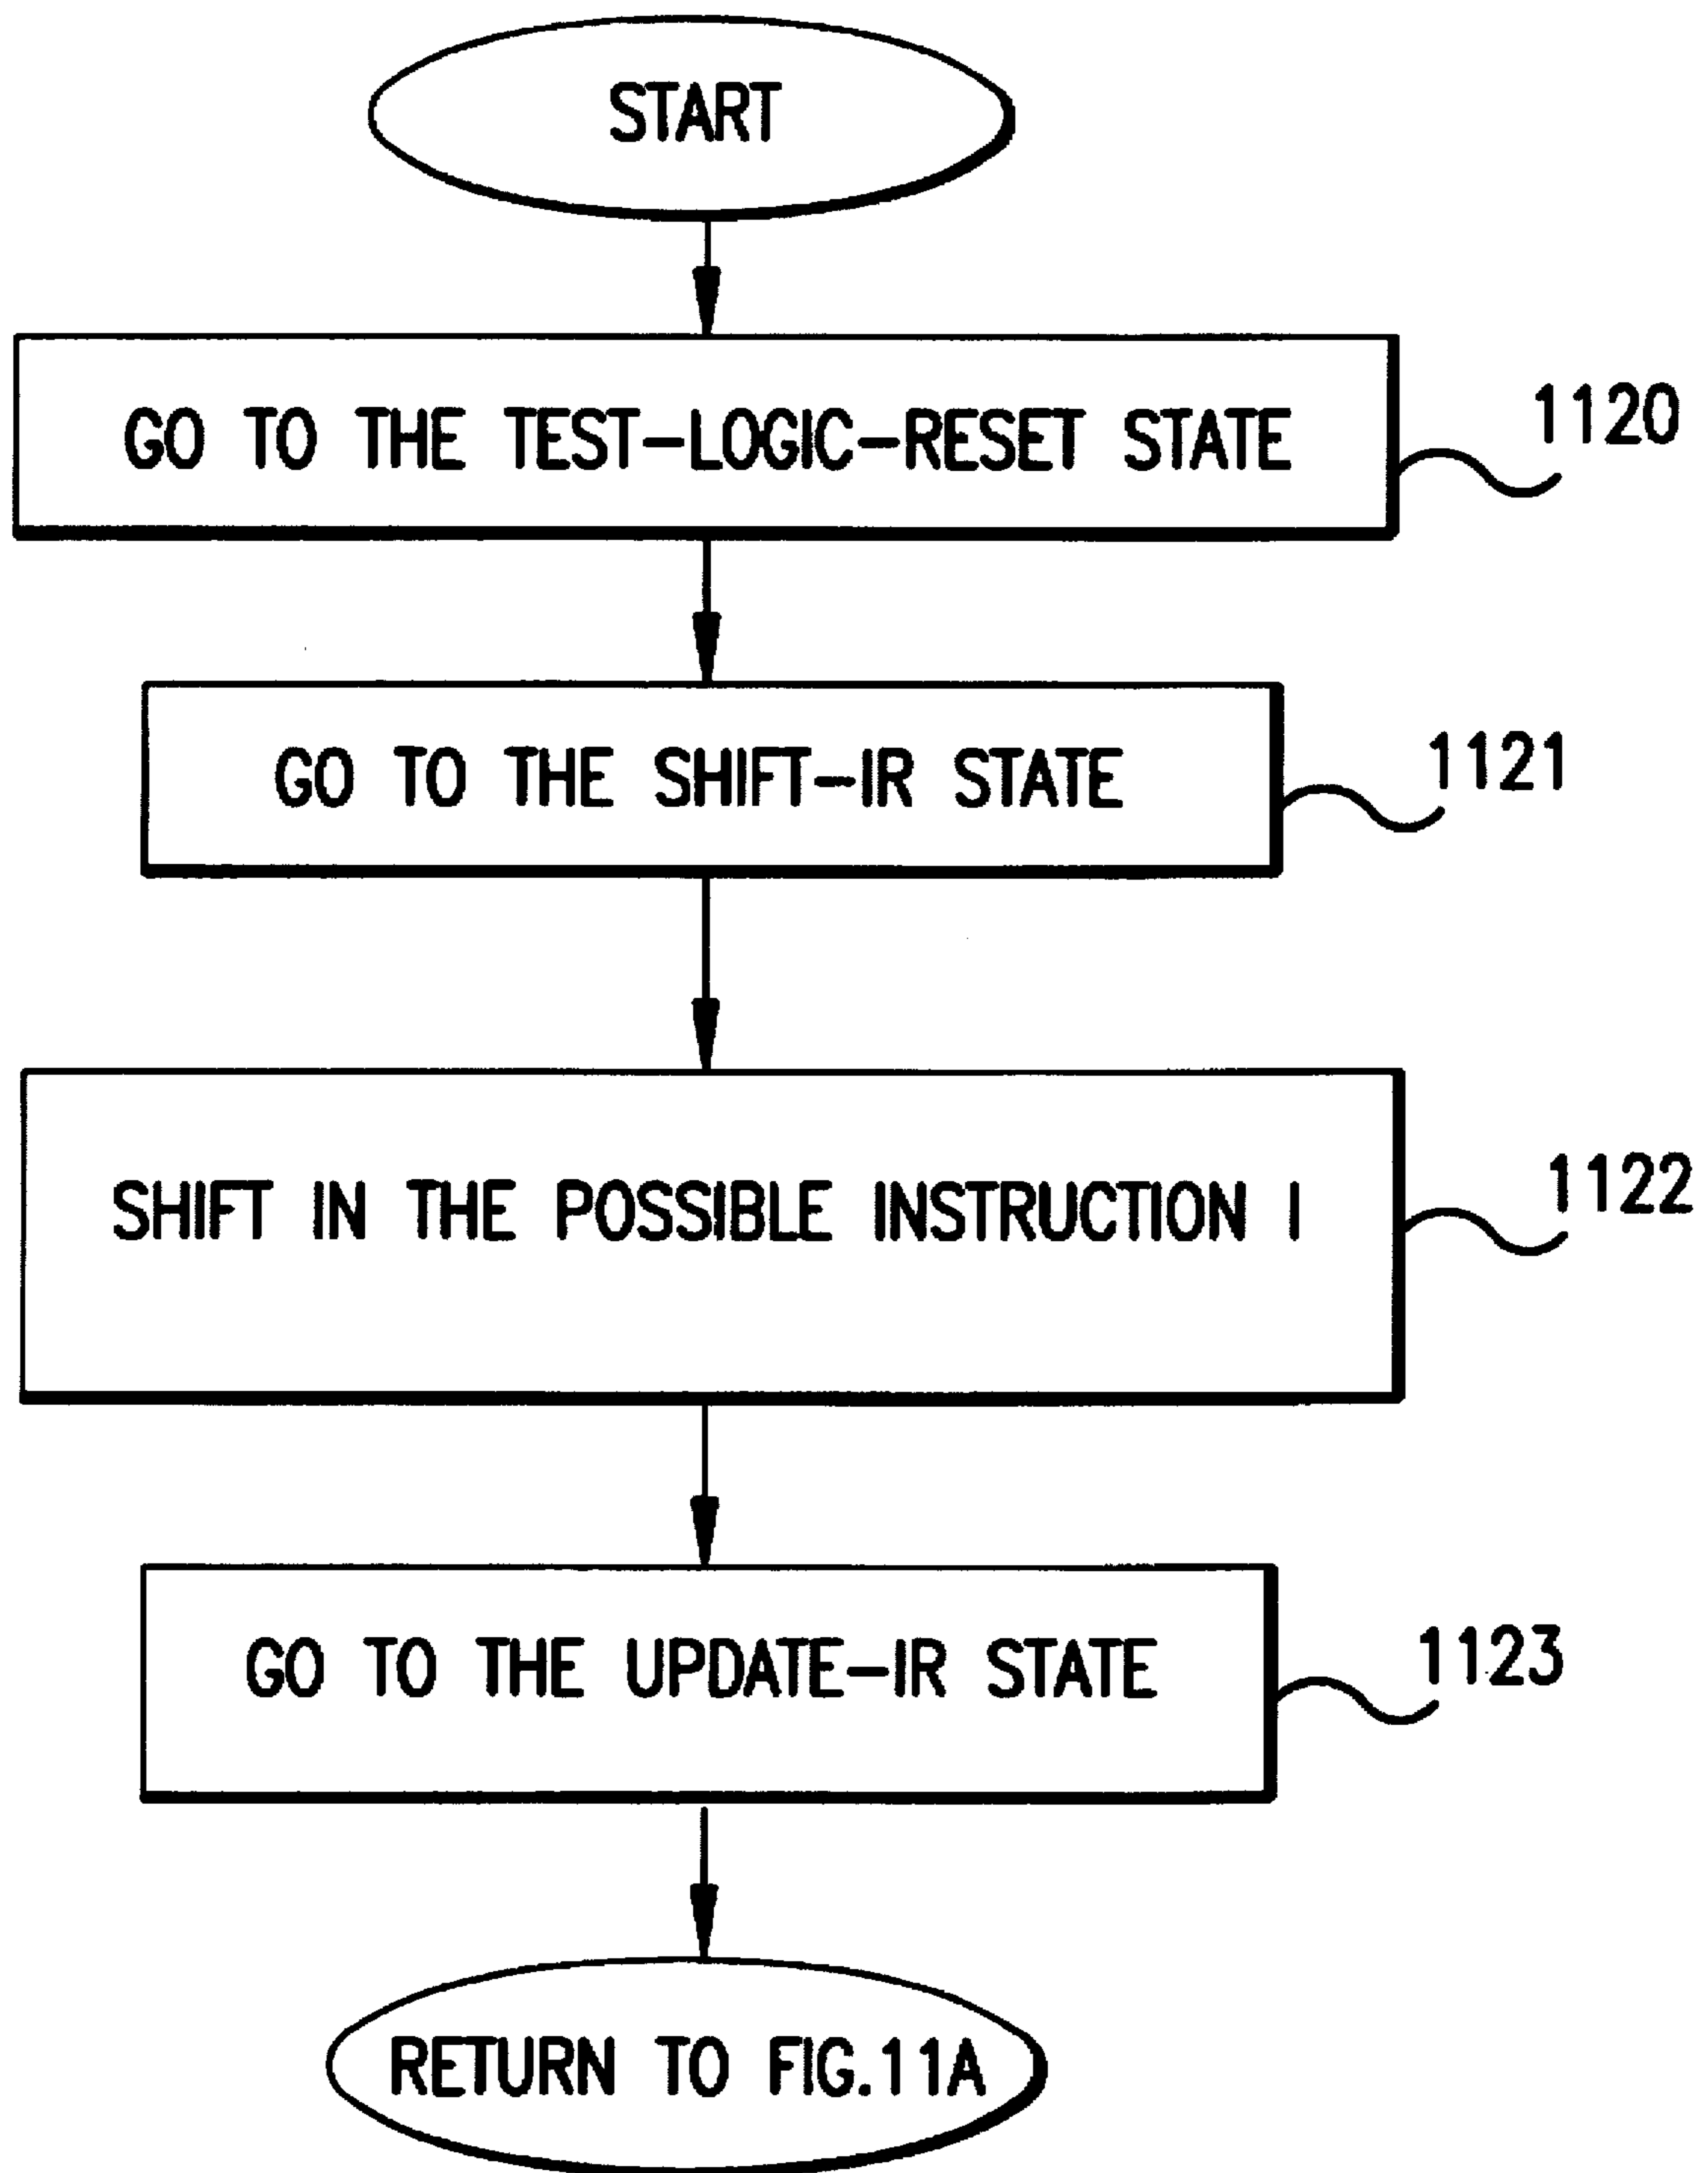 START
GO TO THE TEST-LOGIC-RESET STATE
1120
GO TO THE SHIFT-IR STATE
1121
SHIFT IN THE POSSIBLE INSTRUCTION I
1122
GO TO THE UPDATE-IR STATE
1123
RETURN TO FIG.11A